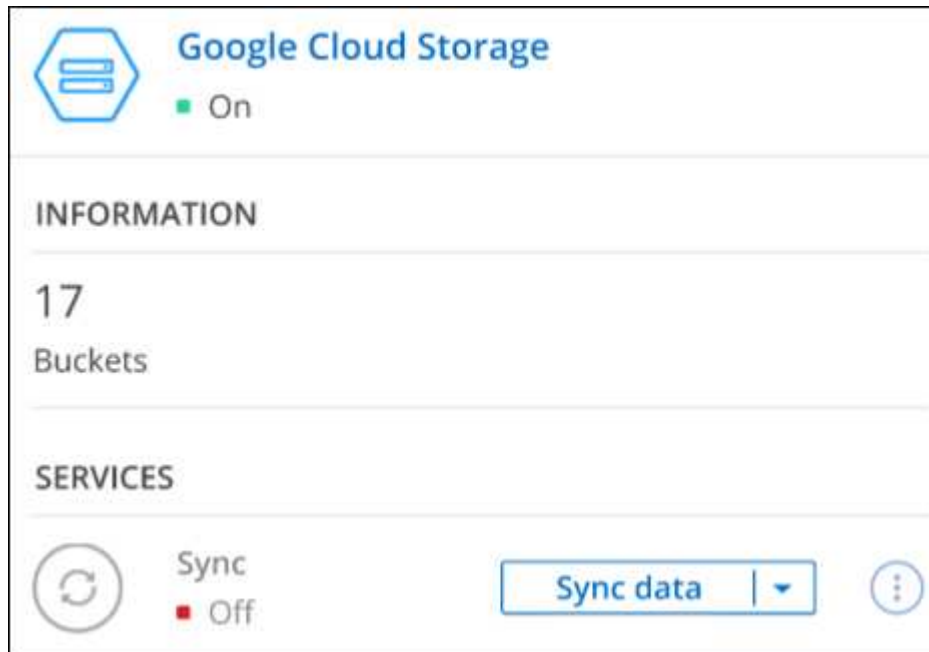 Google Cloud Storage
On
INFORMATION
17
Buckets
SERVICES
Sync
Off
Sync data